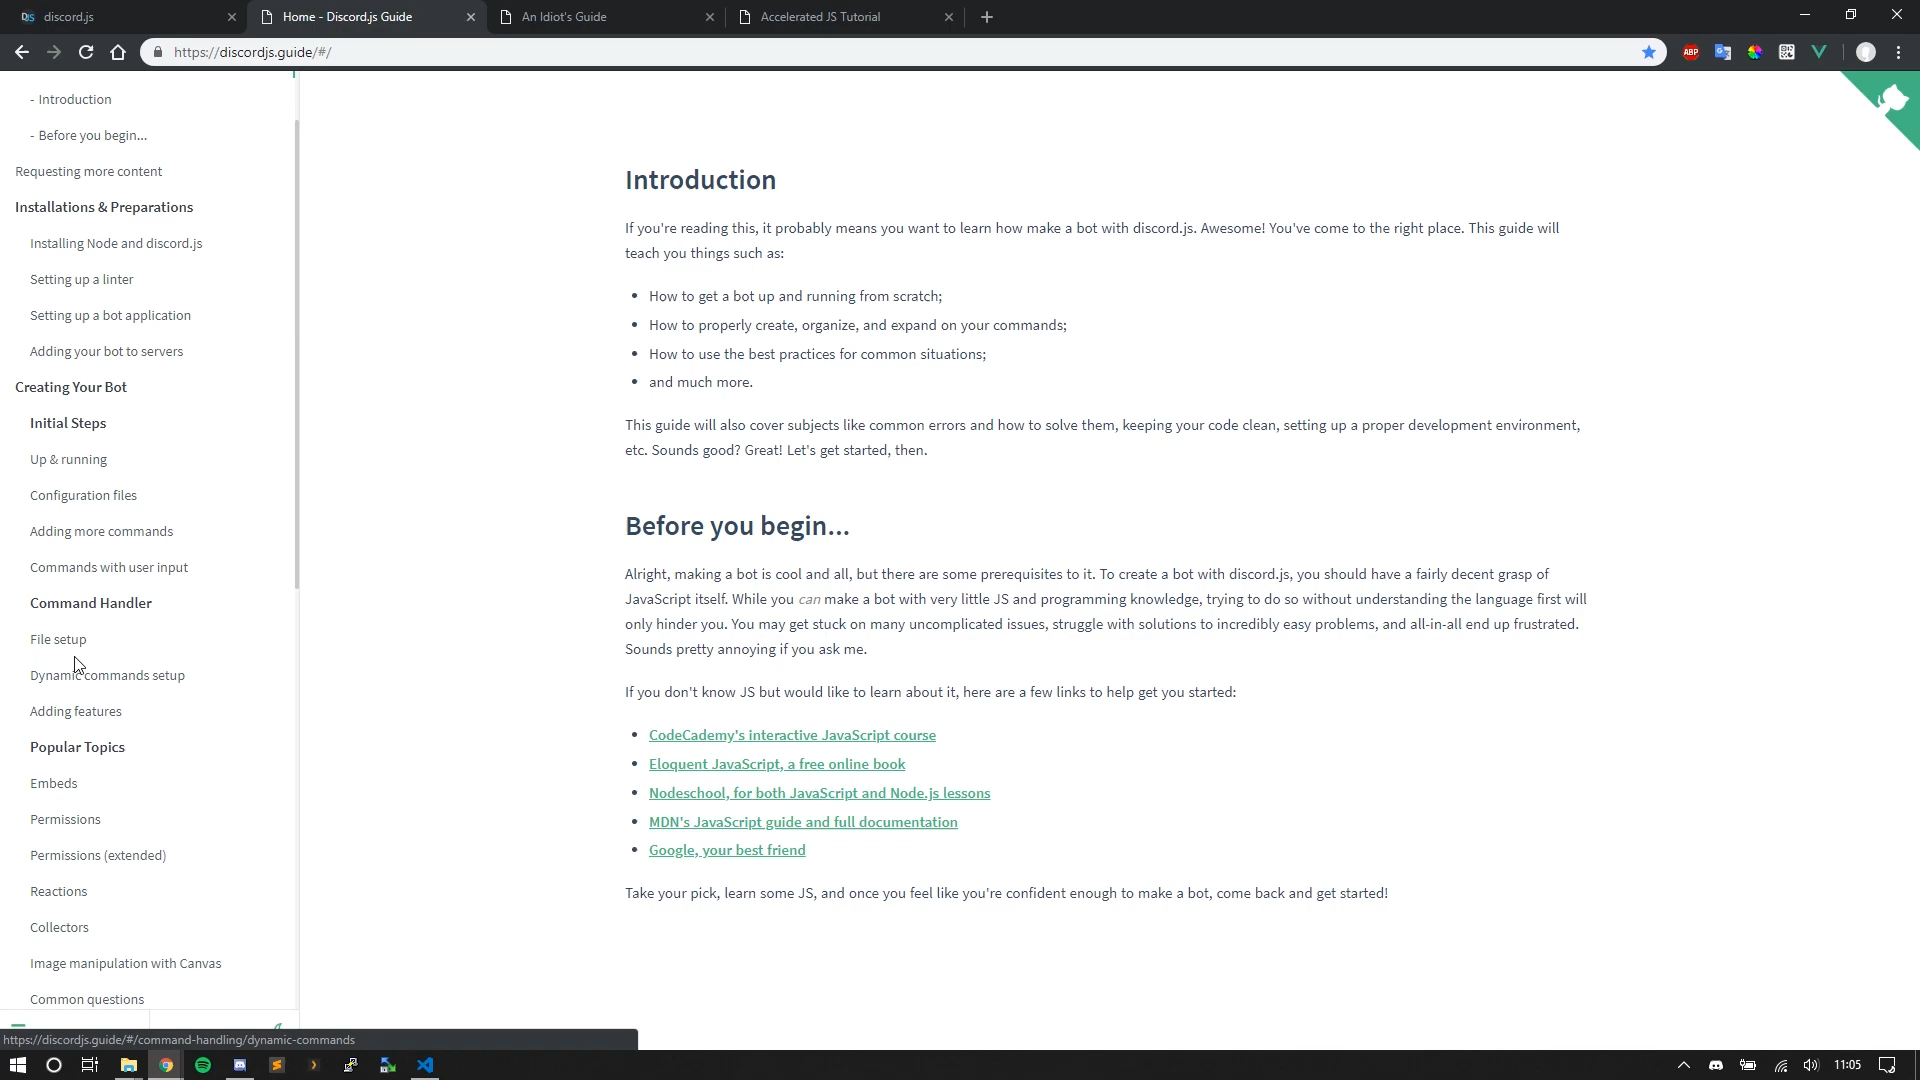 discord.js
Home - Discord.js Guide
An Idiot's Guide
Accelerated JS Tutorial
https://discordjs.guide/#/
ABP
- Introduction
- Before you begin...
Requesting more content
Installations & Preparations
Installing Node and discord.js
Setting up a linter
Setting up a bot application
Adding your bot to servers
Creating Your Bot
Initial Steps
Up & running
Configuration files
Adding more commands
Commands with user input
Command Handler
File setup
Dynamic commands setup
Adding features
Popular Topics
Embeds
Permissions
Permissions (extended)
Reactions
Collectors
Image manipulation with Canvas
Common questions
Introduction
If you're reading this, it probably means you want to learn how make a bot with discord.js. Awesome! You've come to the right place. This guide will
teach you things such as:
• How to get a bot up and running from scratch;
• How to properly create, organize, and expand on your commands;
• How to use the best practices for common situations;
• and much more.
This guide will also cover subjects like common errors and how to solve them, keeping your code clean, setting up a proper development environment,
etc. Sounds good? Great! Let's get started, then.
Before you begin...
Alright, making a bot is cool and all, but there are some prerequisites to it. To create a bot with discord.js, you should have a fairly decent grasp of
JavaScript itself. While you can make a bot with very little JS and programming knowledge, trying to do so without understanding the language first will
only hinder you. You may get stuck on many uncomplicated issues, struggle with solutions to incredibly easy problems, and all-in-all end up frustrated.
Sounds pretty annoying if you ask me.
If you don't know JS but would like to learn about it, here are a few links to help get you started:
• CodeCademy's interactive JavaScript course
• Eloquent JavaScript, a free online book
• Nodeschool, for both JavaScript and Node.js lessons
• MDN's JavaScript guide and full documentation
• Google, your best friend
Take your pick, learn some JS, and once you feel like you're confident enough to make a bot, come back and get started!
https://discordjs.guide/#/command-handling/dynamic-commands
11:05